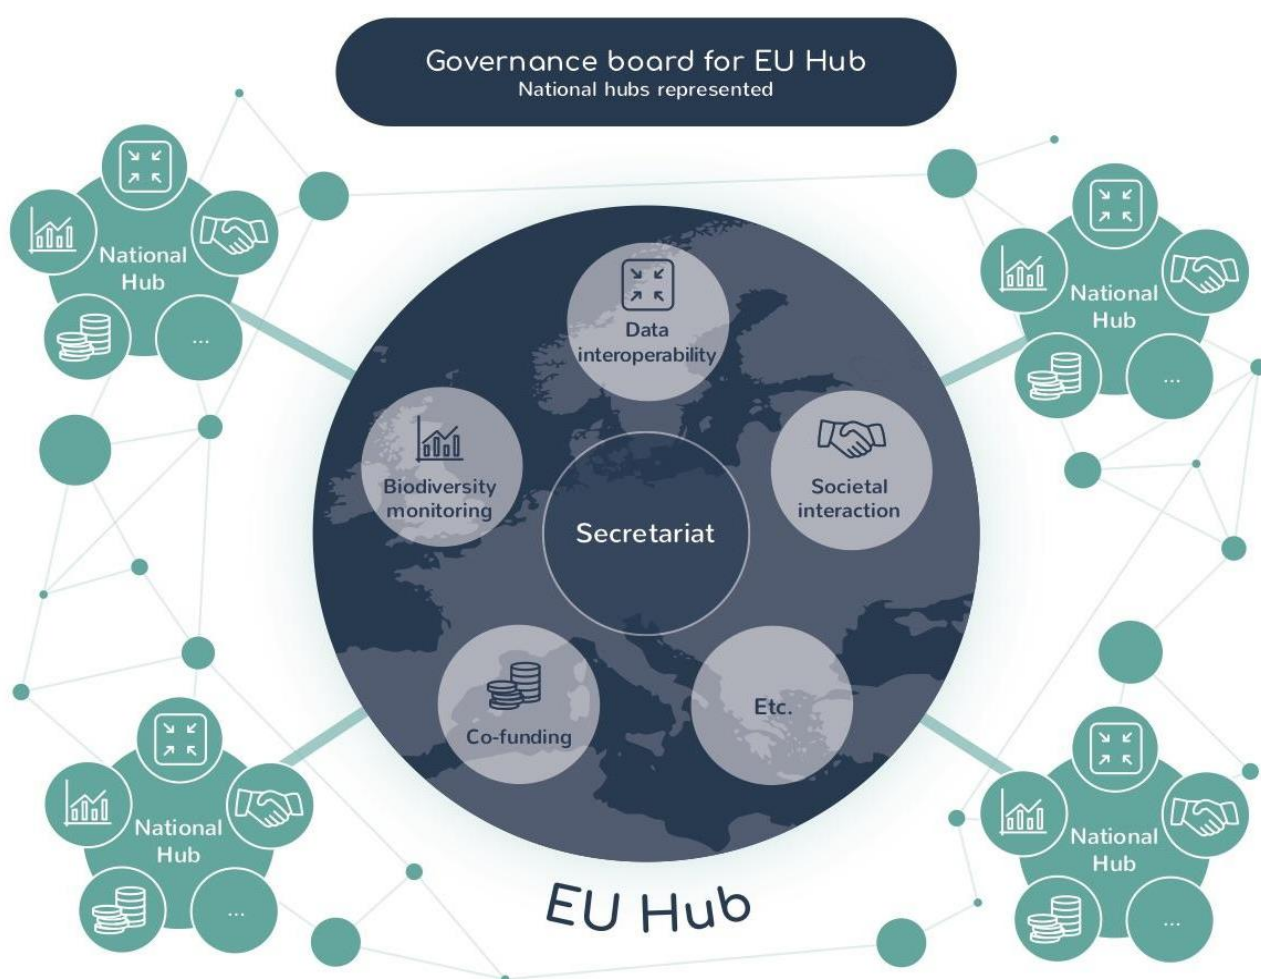 Governance board for EU Hub
National hubs represented
National
Hub
...
National
Hub
...
Data
interoperability
Biodiversity
monitoring
Societal
interaction
Secretariat
Co-funding
Etc.
National
Hub
...
National
Hub
...
EU Hub